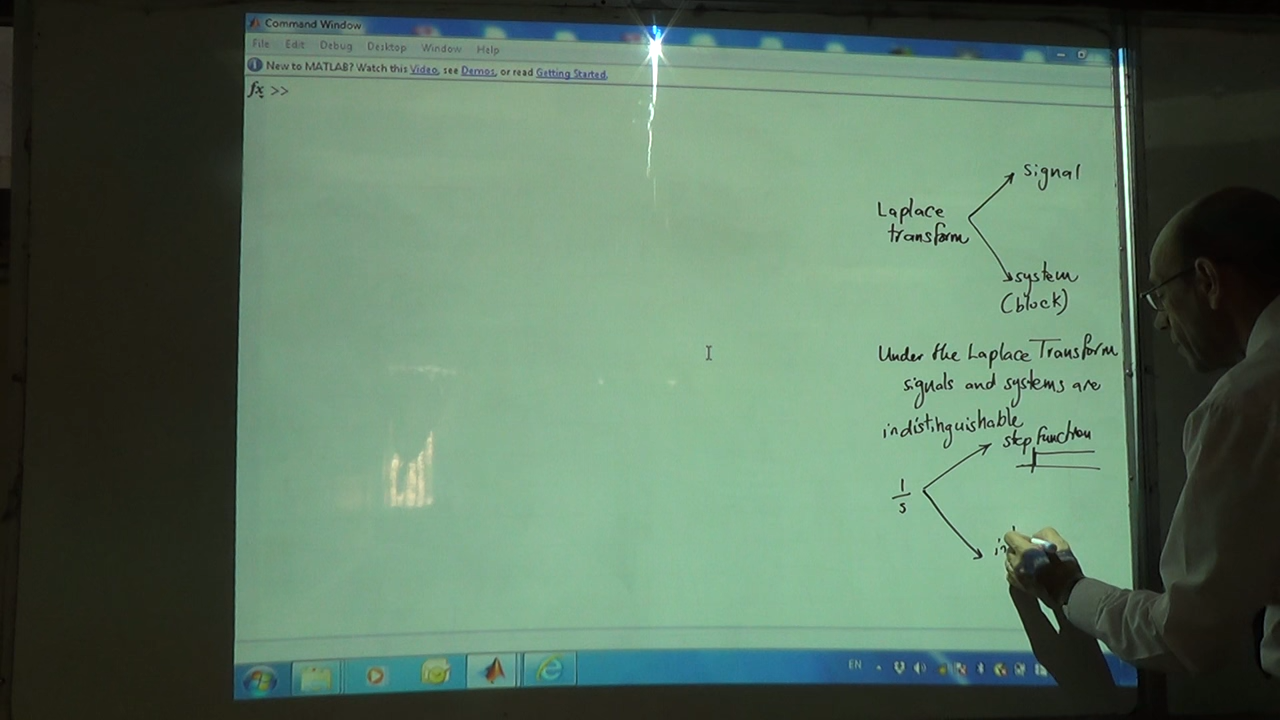 Command Window
File Edit Debug Desktop Window Help
New to MATLAB? Watch this Video, see Demos, or read Getting Started.
fx >>
signal
Laplace
transform
system
(block)
Under the Laplace Transform
signals and systems are
indistinguishable
step function
1
s
EN